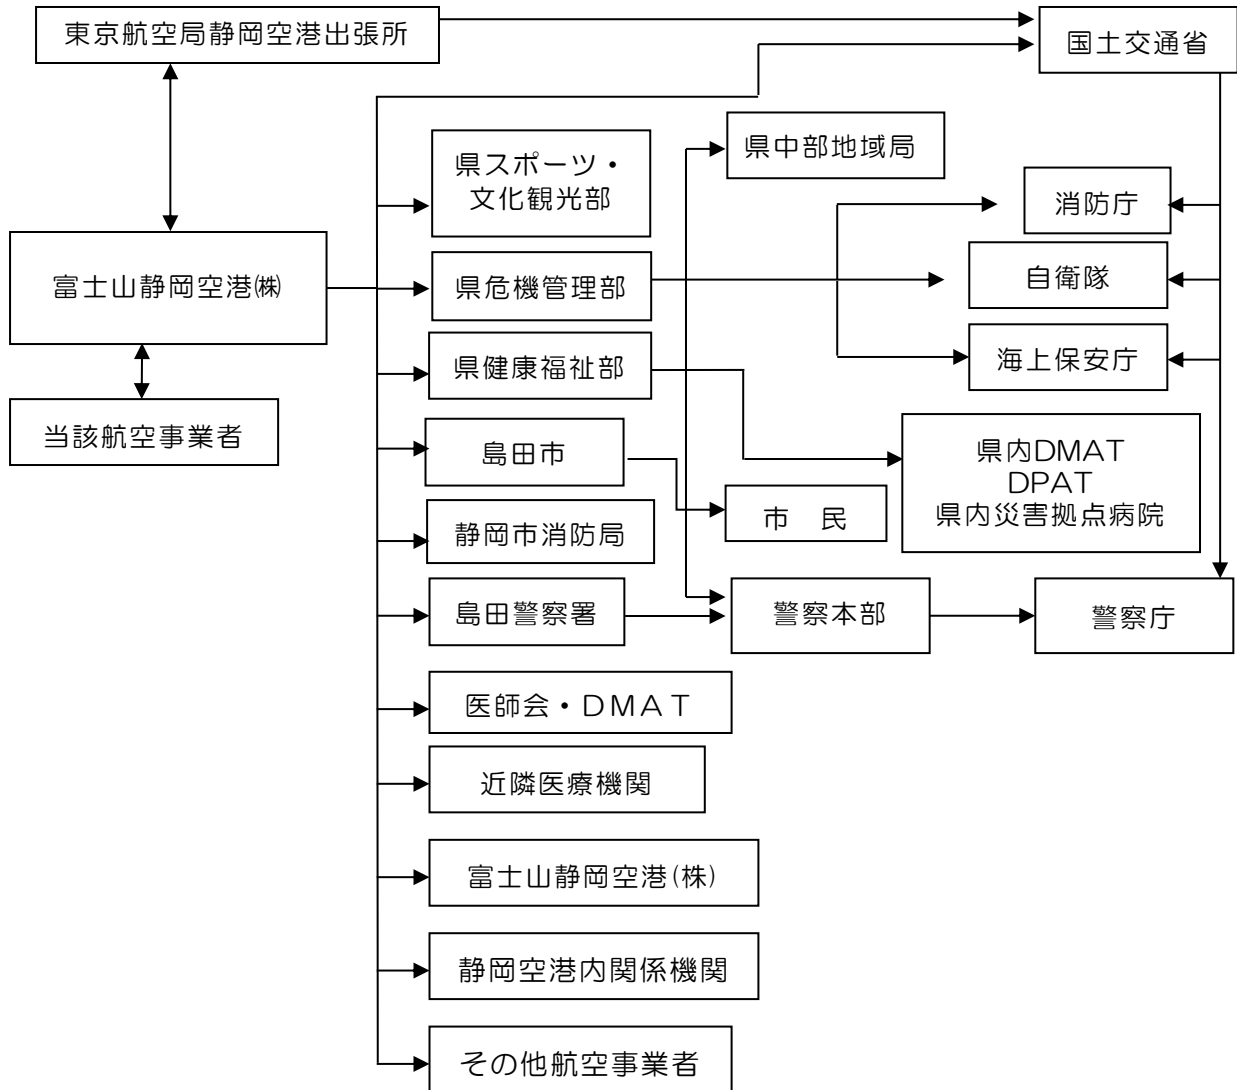 東京航空局静岡空港出張所
国土交通省
県スポーツ・
文化観光部
県中部地域局
消防庁
富士山静岡空港㈱
県危機管理部
自衛隊
県健康福祉部
海上保安庁
当該航空事業者
島田市
県内DMAT
DPAT
県内災害拠点病院
市　民
静岡市消防局
島田警察署
警察本部
警察庁
医師会・ＤＭＡＴ
近隣医療機関
富士山静岡空港(株)
静岡空港内関係機関
その他航空事業者